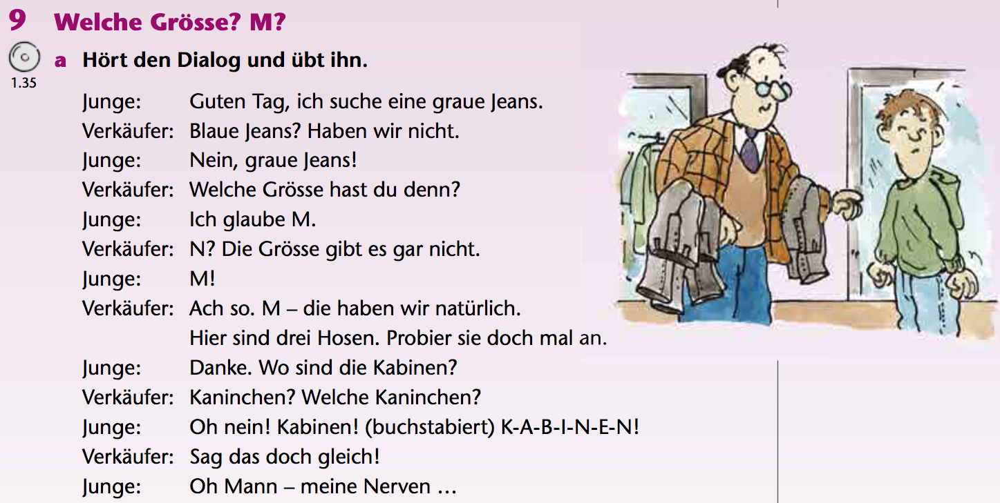 9 Welche Grösse? M?
a Hört den Dialog und übt ihn.
1.35
Junge: Guten Tag, ich suche eine graue Jeans.
Verkäufer: Blaue Jeans? Haben wir nicht.
Junge: Nein, graue Jeans!
Verkäufer: Welche Grösse hast du denn?
Junge: Ich glaube M.
Verkäufer: N? Die Grösse gibt es gar nicht.
Junge: M!
Verkäufer: Ach so. M – die haben wir natürlich.
Hier sind drei Hosen. Probier sie doch mal an.
Junge: Danke. Wo sind die Kabinen?
Verkäufer: Kaninchen? Welche Kaninchen?
Junge: Oh nein! Kabinen! (buchstabiert) K-A-B-I-N-E-N!
Verkäufer: Sag das doch gleich!
Junge: Oh Mann – meine Nerven …